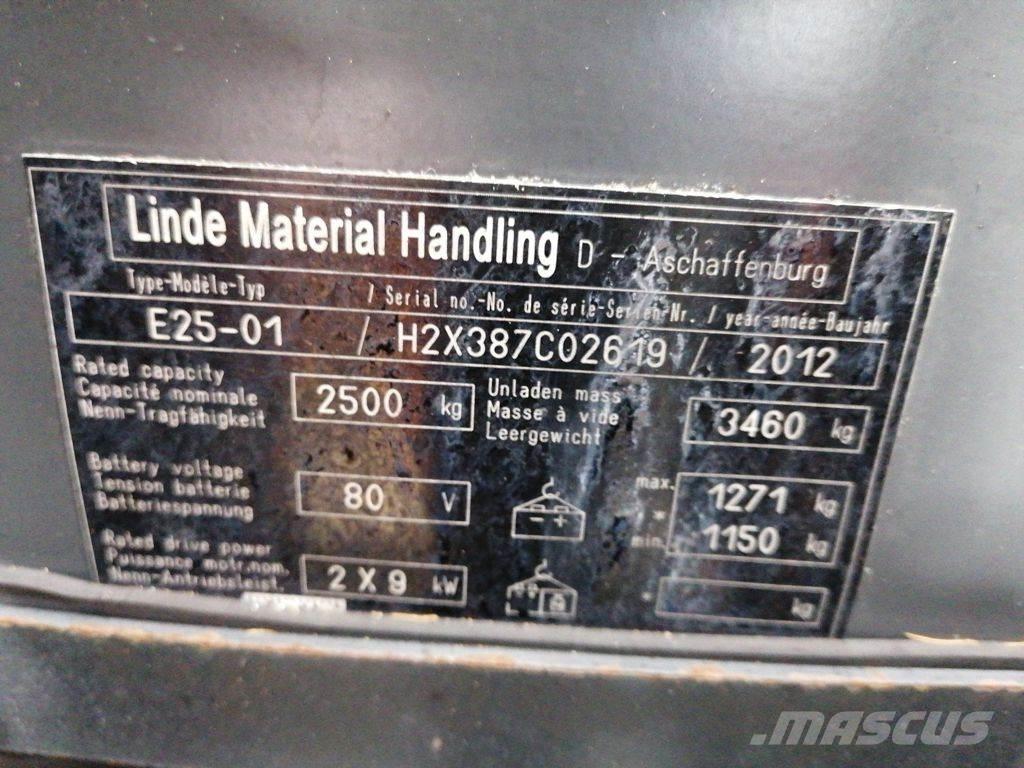 Linde Material Handling D - Aschaffenburg
Type-Modèle-Typ / Serial no.-No. de série-Serien-Nr. / year-année-Baujahr
E25-01 / H2X387C02619 / 2012
Rated capacity
Capacité nominale
Nenn-Tragfähigkeit
2500 kg
Unladen mass
Masse à vide
Leergewicht
3460 kg
Battery voltage
Tension batterie
Batteriespannung
80 V
- +
max. 1271 kg
*
min. 1150 kg
Rated drive power
Puissance motr.nom.
Nenn-Antriebsleist.
2 X 9 kW
* kg
.MASCUS